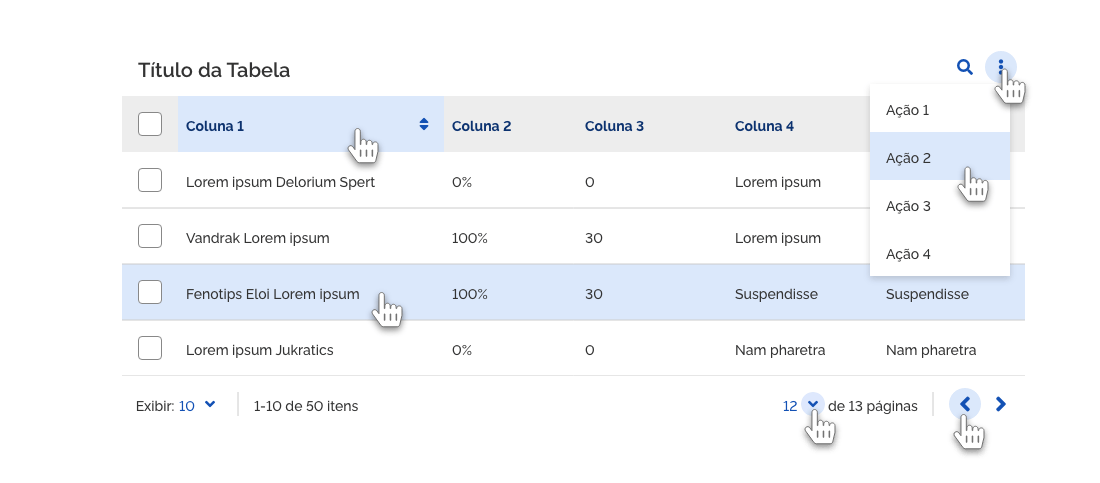 Título da Tabela
Coluna 1 Coluna 2 Coluna 3 Coluna 4
Ação 1
Ação 2
Ação 3
Ação 4
Lorem ipsum Delorium Spert 0% 0 Lorem ipsum
Vandrak Lorem ipsum 100% 30 Lorem ipsum
Fenotips Eloi Lorem ipsum 100% 30 Suspendisse Suspendisse
Lorem ipsum Jukratics 0% 0 Nam pharetra Nam pharetra
Exibir: 10 1-10 de 50 itens 12 de 13 páginas